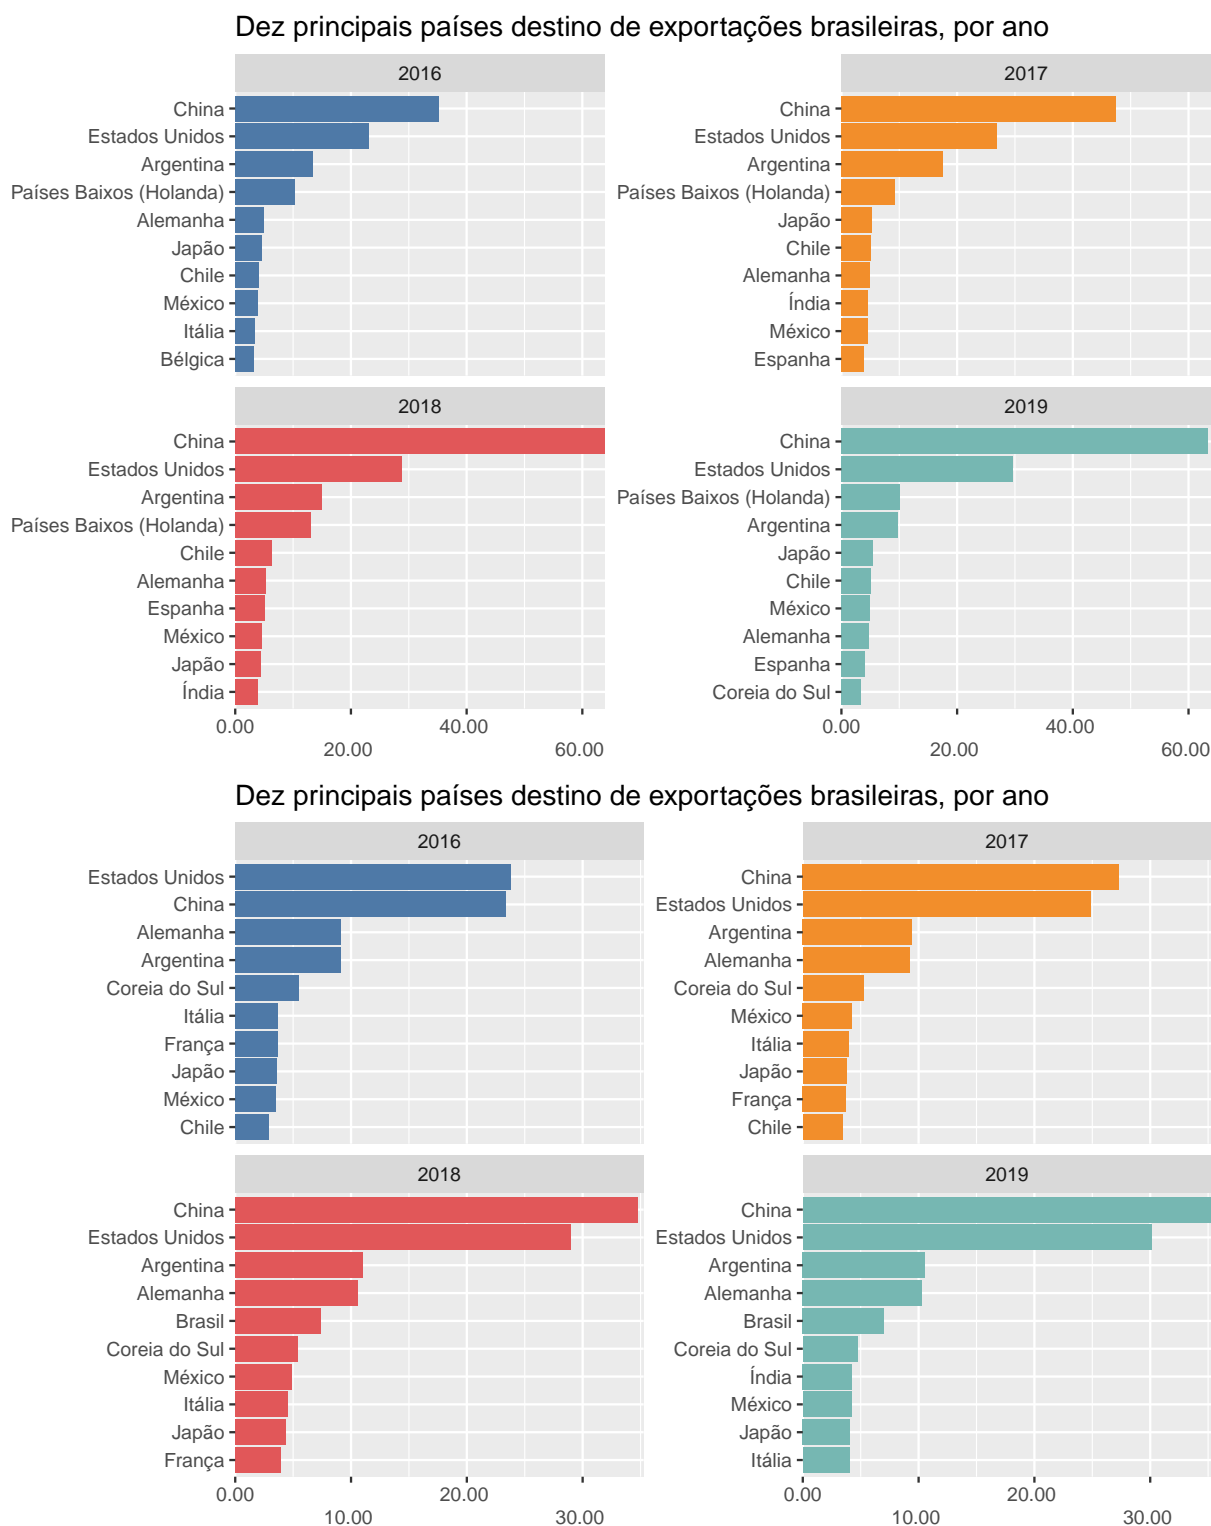 Dez principais países destino de exportações brasileiras, por ano
2016
China
Estados Unidos
Argentina
Países Baixos (Holanda)
Alemanha
Japão
Chile
México
Itália
Bélgica
2017
China
Estados Unidos
Argentina
Países Baixos (Holanda)
Japão
Chile
Alemanha
Índia
México
Espanha
2018
China
Estados Unidos
Argentina
Países Baixos (Holanda)
Chile
Alemanha
Espanha
México
Japão
Índia
0.00 40.00
20.00 60.00
2019
China
Estados Unidos
Países Baixos (Holanda)
Argentina
Japão
Chile
México
Alemanha
Espanha
Coreia do Sul
0.00 40.00
20.00 60.00
Dez principais países destino de exportações brasileiras, por ano
2016
Estados Unidos
China
Alemanha
Argentina
Coreia do Sul
Itália
França
Japão
México
Chile
2017
China
Estados Unidos
Argentina
Alemanha
Coreia do Sul
México
Itália
Japão
França
Chile
2018
China
Estados Unidos
Argentina
Alemanha
Brasil
Coreia do Sul
México
Itália
Japão
França
0.00 20.00
10.00 30.00
2019
China
Estados Unidos
Argentina
Alemanha
Brasil
Coreia do Sul
Índia
México
Japão
Itália
0.00 20.00
10.00 30.00